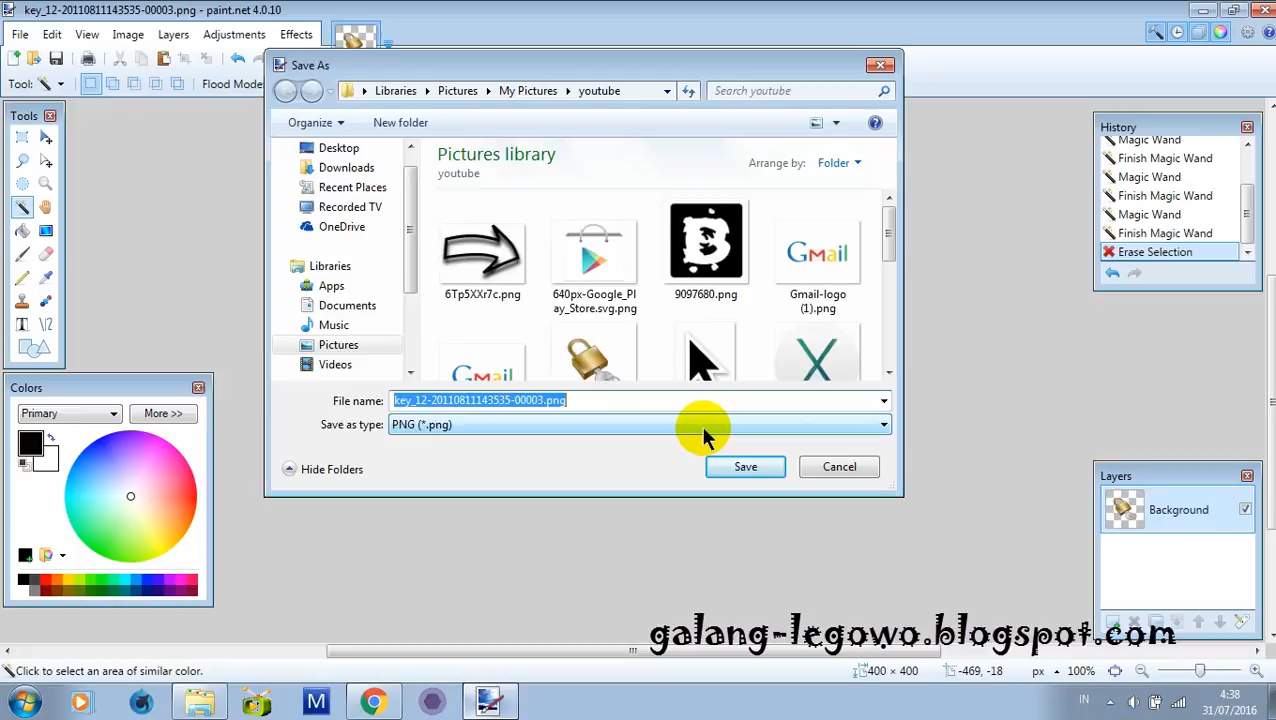 key_12-20110811143535-00003.png - paint.net 4.0.10
File Edit View Image Layers Adjustments Effects
Tool: Flood Mode
Tools
Save As
Libraries Pictures My Pictures youtube
Search youtube
Organize New folder
Desktop
Downloads
Recent Places
Recorded TV
OneDrive
Libraries
Apps
Documents
Music
Pictures
Videos
Pictures library
youtube
Arrange by: Folder
Gmail
6Tp5XXr7c.png
640px-Google_Pl
ay_Store.svg.png
9097680.png
Gmail-logo
(1).png
Gmail
X
File name: key_12-20110811143535-00003.png
Save as type: PNG (*.png)
Hide Folders
Save Cancel
History
Magic Wand
Finish Magic Wand
Magic Wand
Finish Magic Wand
Magic Wand
Finish Magic Wand
Erase Selection
Colors
Primary More >>
Layers
Background
galang-legowo.blogspot.com
Click to select an area of similar color.
400 × 400 -469, -18 px 100%
M
IN
4:38
31/07/2016